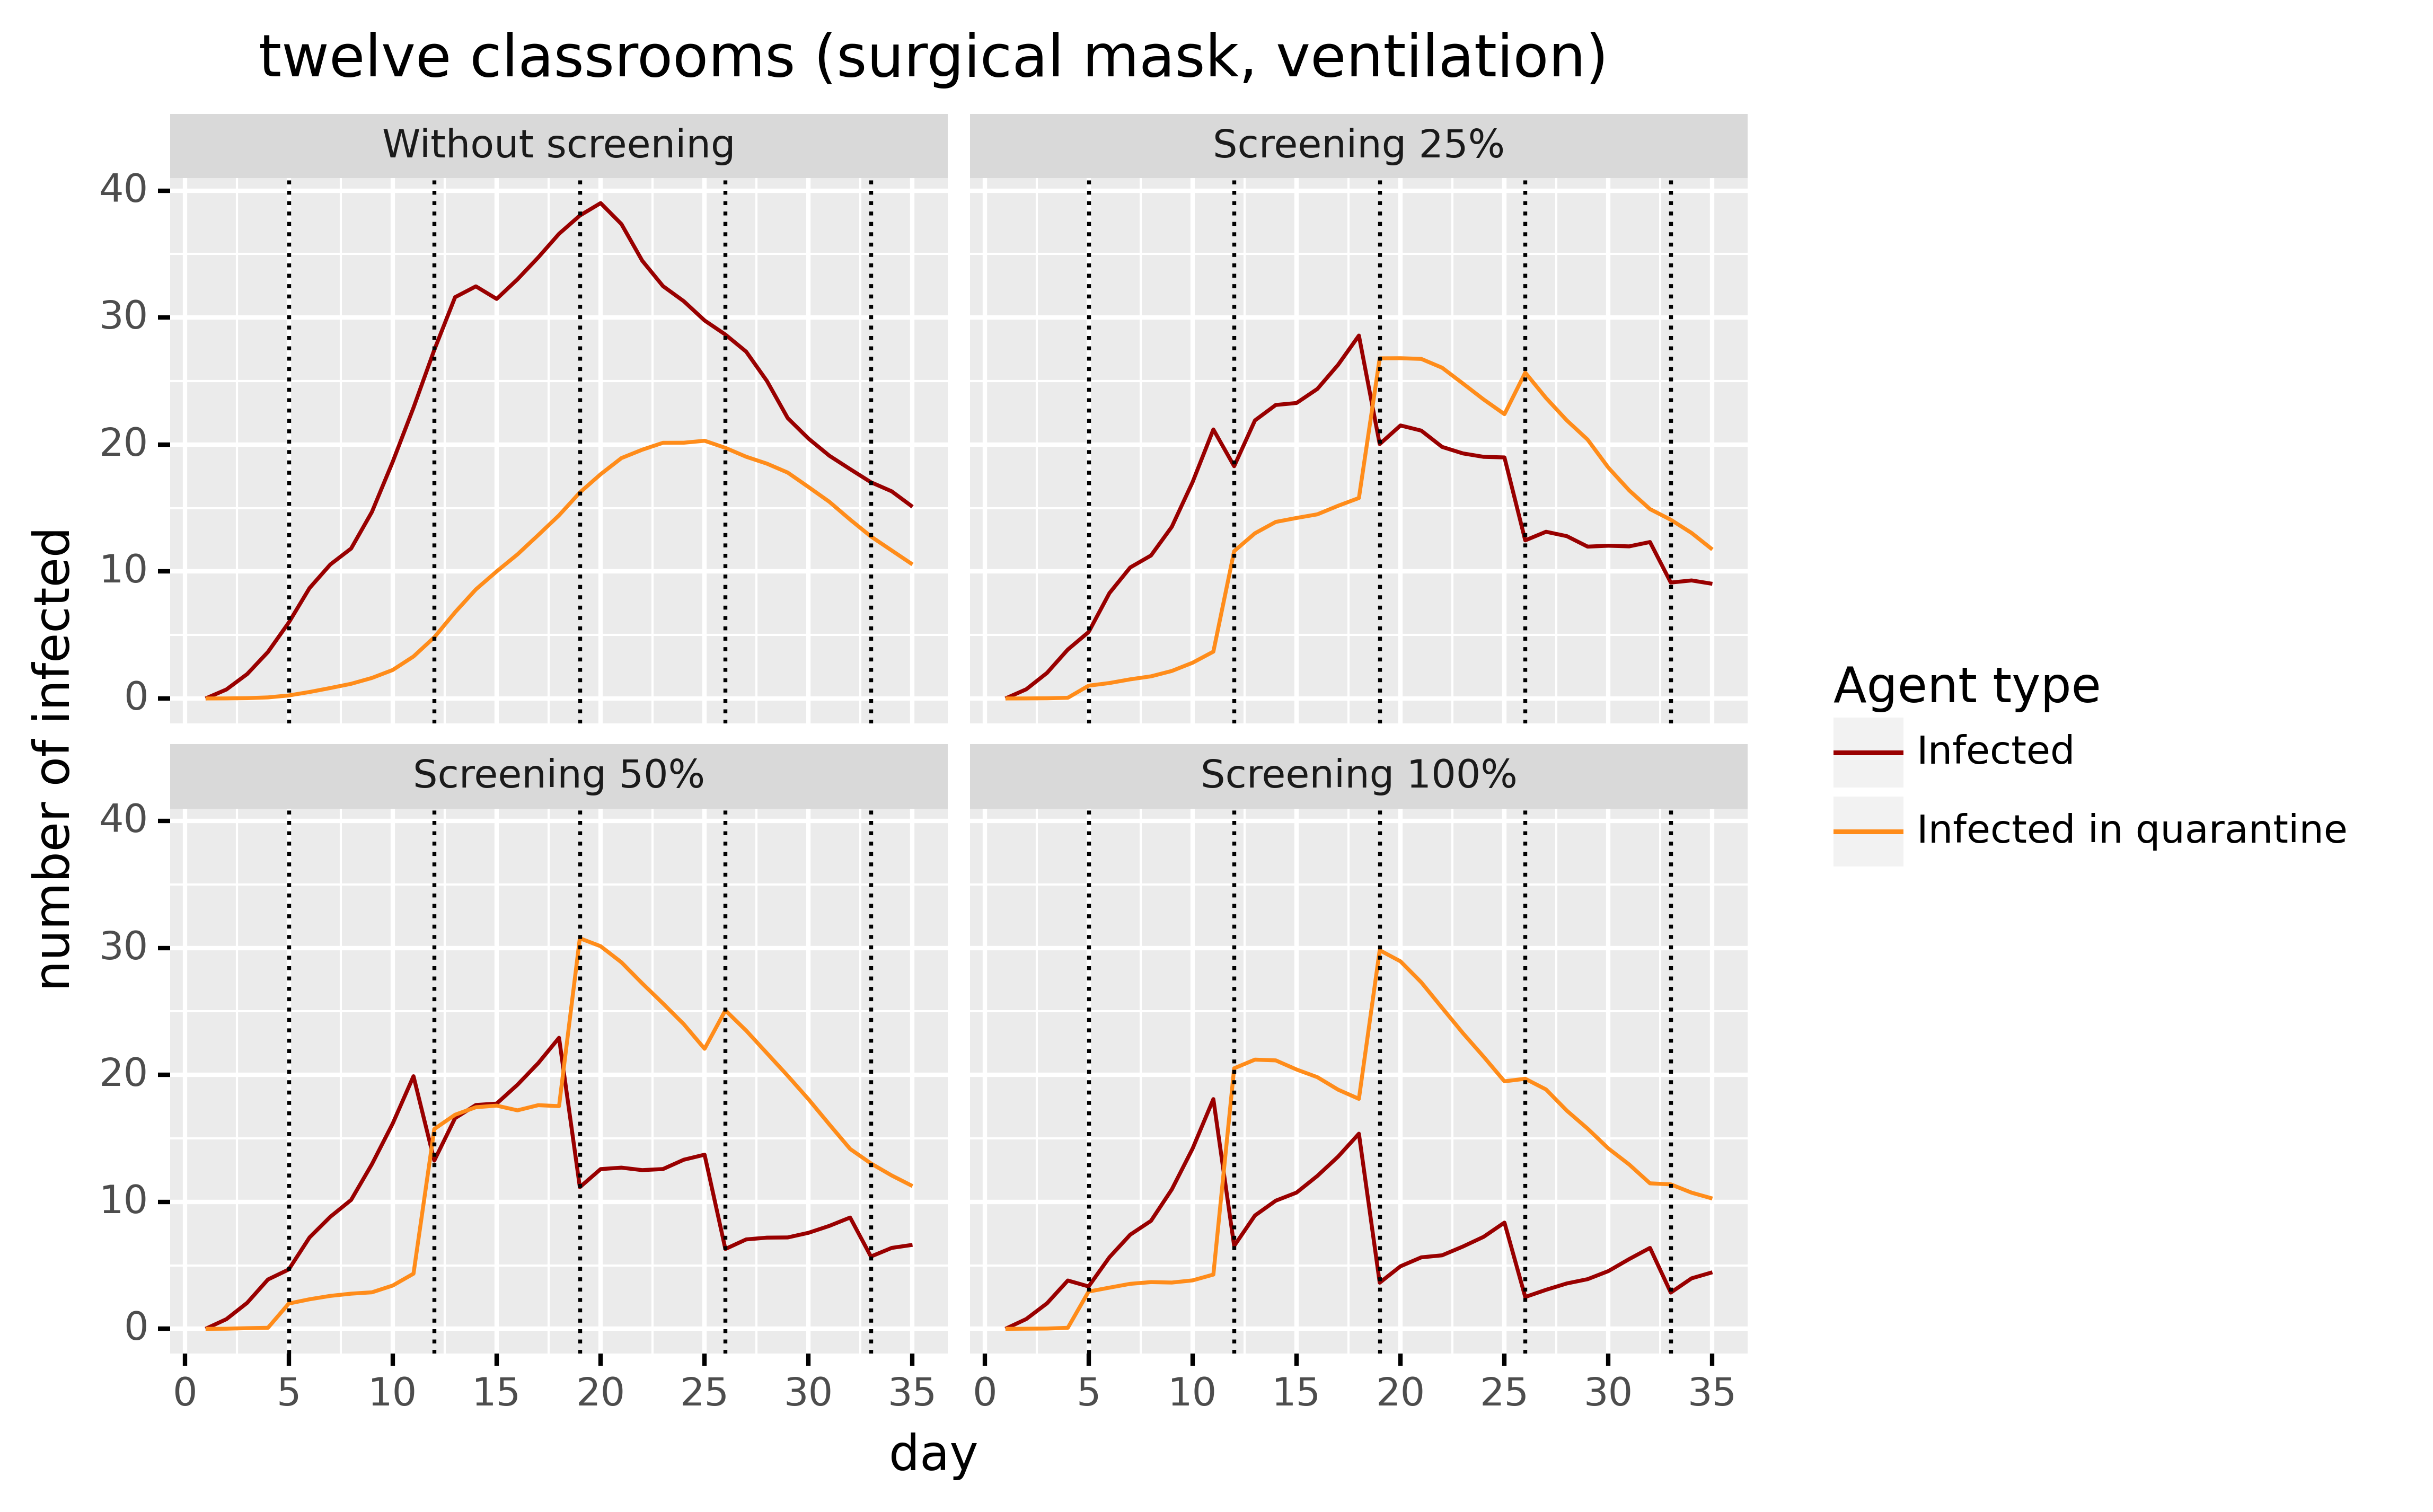 twelve classrooms (surgical mask, ventilation)
Without screening
Screening 25%
40
30
20
10
0
Screening 50%
Screening 100%
40
30
20
10
0
0 5 10 15 20 25 30 35
0 5 10 15 20 25 30 35
day
number of infected
Agent type
Infected
Infected in quarantine